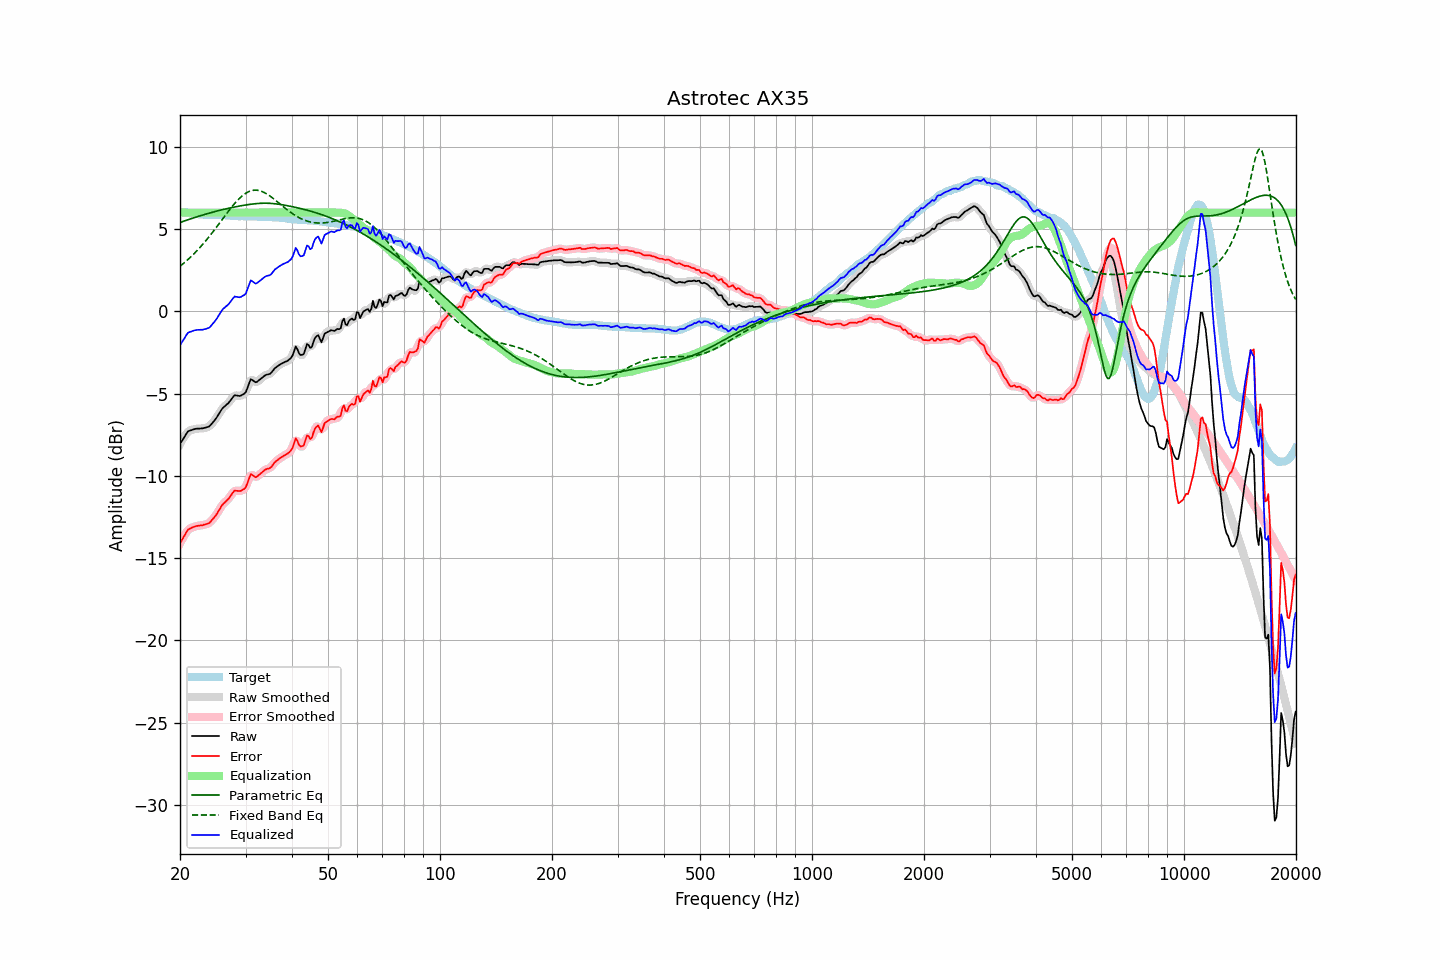 Astrotec AX35
10
5
0
−5
−10
−15
−20
−25
−30
Amplitude (dBr)
Target
Raw Smoothed
Error Smoothed
Raw
Error
Equalization
Parametric Eq
Fixed Band Eq
Equalized
20 50 100 200 500 1000 2000 5000 10000 20000
Frequency (Hz)